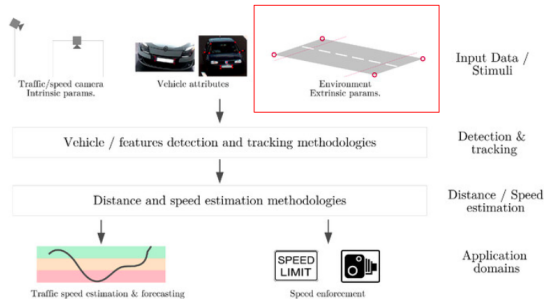 Traffic/speed camera
Intrinsic params.
Vehicle attributes
Environment
Extrinsic params.
Input Data /
Stimuli
Vehicle / features detection and tracking methodologies
Detection &
tracking
Distance and speed estimation methodologies
Distance / Speed
estimation
SPEED
LIMIT
Application
domains
Traffic speed estimation & forecasting
Speed enforcement